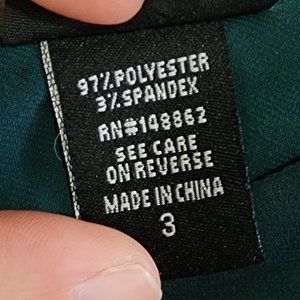 97% POLYESTER
3% SPANDEX
RN#148862
SEE CARE
ON REVERSE
MADE IN CHINA
3